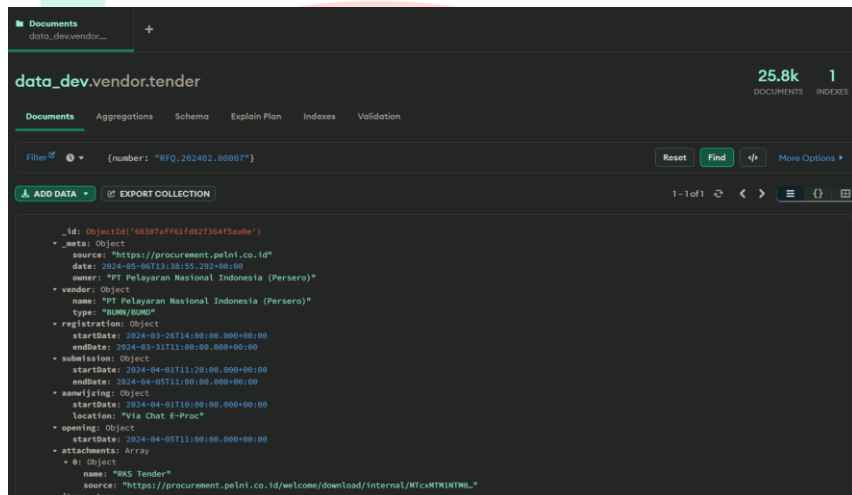 Documents
data_dev.vendor....
+
data_dev.vendor.tender
25.8k
DOCUMENTS
1
INDEXES
Documents Aggregations Schema Explain Plan Indexes Validation
Filter {number: "RFQ.202402.00007"} Reset Find </> More Options
ADD DATA EXPORT COLLECTION 1-1 of 1 {}
_id: ObjectId('66387aff61fd827364f5aa0e')
_meta: Object
source: "https://procurement.pelni.co.id"
date: 2024-05-06T13:38:55.292+00:00
owner: "PT Pelayaran Nasional Indonesia (Persero)"
vendor: Object
name: "PT Pelayaran Nasional Indonesia (Persero)"
type: "BUMN/BUMD"
registration: Object
startDate: 2024-03-26T14:00:00.000+00:00
endDate: 2024-03-31T11:00:00.000+00:00
submission: Object
startDate: 2024-04-01T11:20:00.000+00:00
endDate: 2024-04-05T11:00:00.000+00:00
aanwijzing: Object
startDate: 2024-04-01T10:00:00.000+00:00
location: "Via Chat E-Proc"
opening: Object
startDate: 2024-04-05T11:00:00.000+00:00
attachments: Array
0: Object
name: "RKS Tender"
source: "https://procurement.pelni.co.id/welcome/download/internal/MTcxMTM1NTM0…"